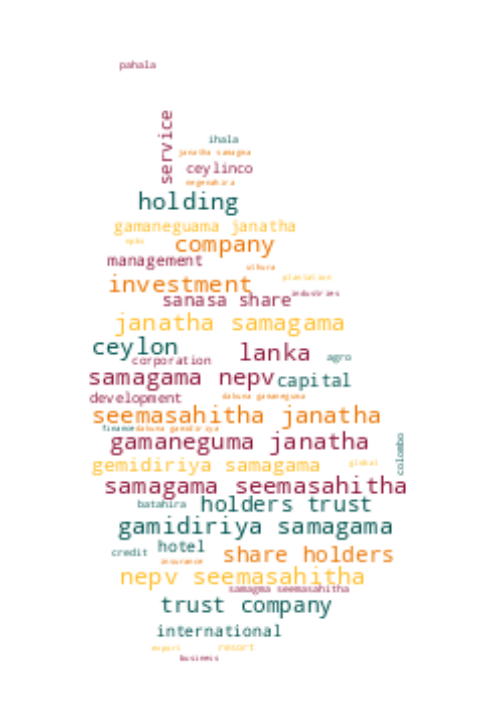 pahala
service
ihala
janatha samagma
ceylinco
negenahira
holding
gamaneguama janatha
company
management
uthura
investment
plantation
sanasa share
industries
janatha samagama
ceylon
lanka
corporation
agro
samagama nepv
capital
development
dakuna gamaneguma
seemasahitha janatha
finance
dakuna gamidiriya
gamaneguma janatha
colombo
gemidiriya samagama
global
samagama seemasahitha
batahira
holders trust
gamidiriya samagama
hotel
credit
share holders
insurance
nepv seemasahitha
samagma seemasahitha
trust company
international
export
resort
business